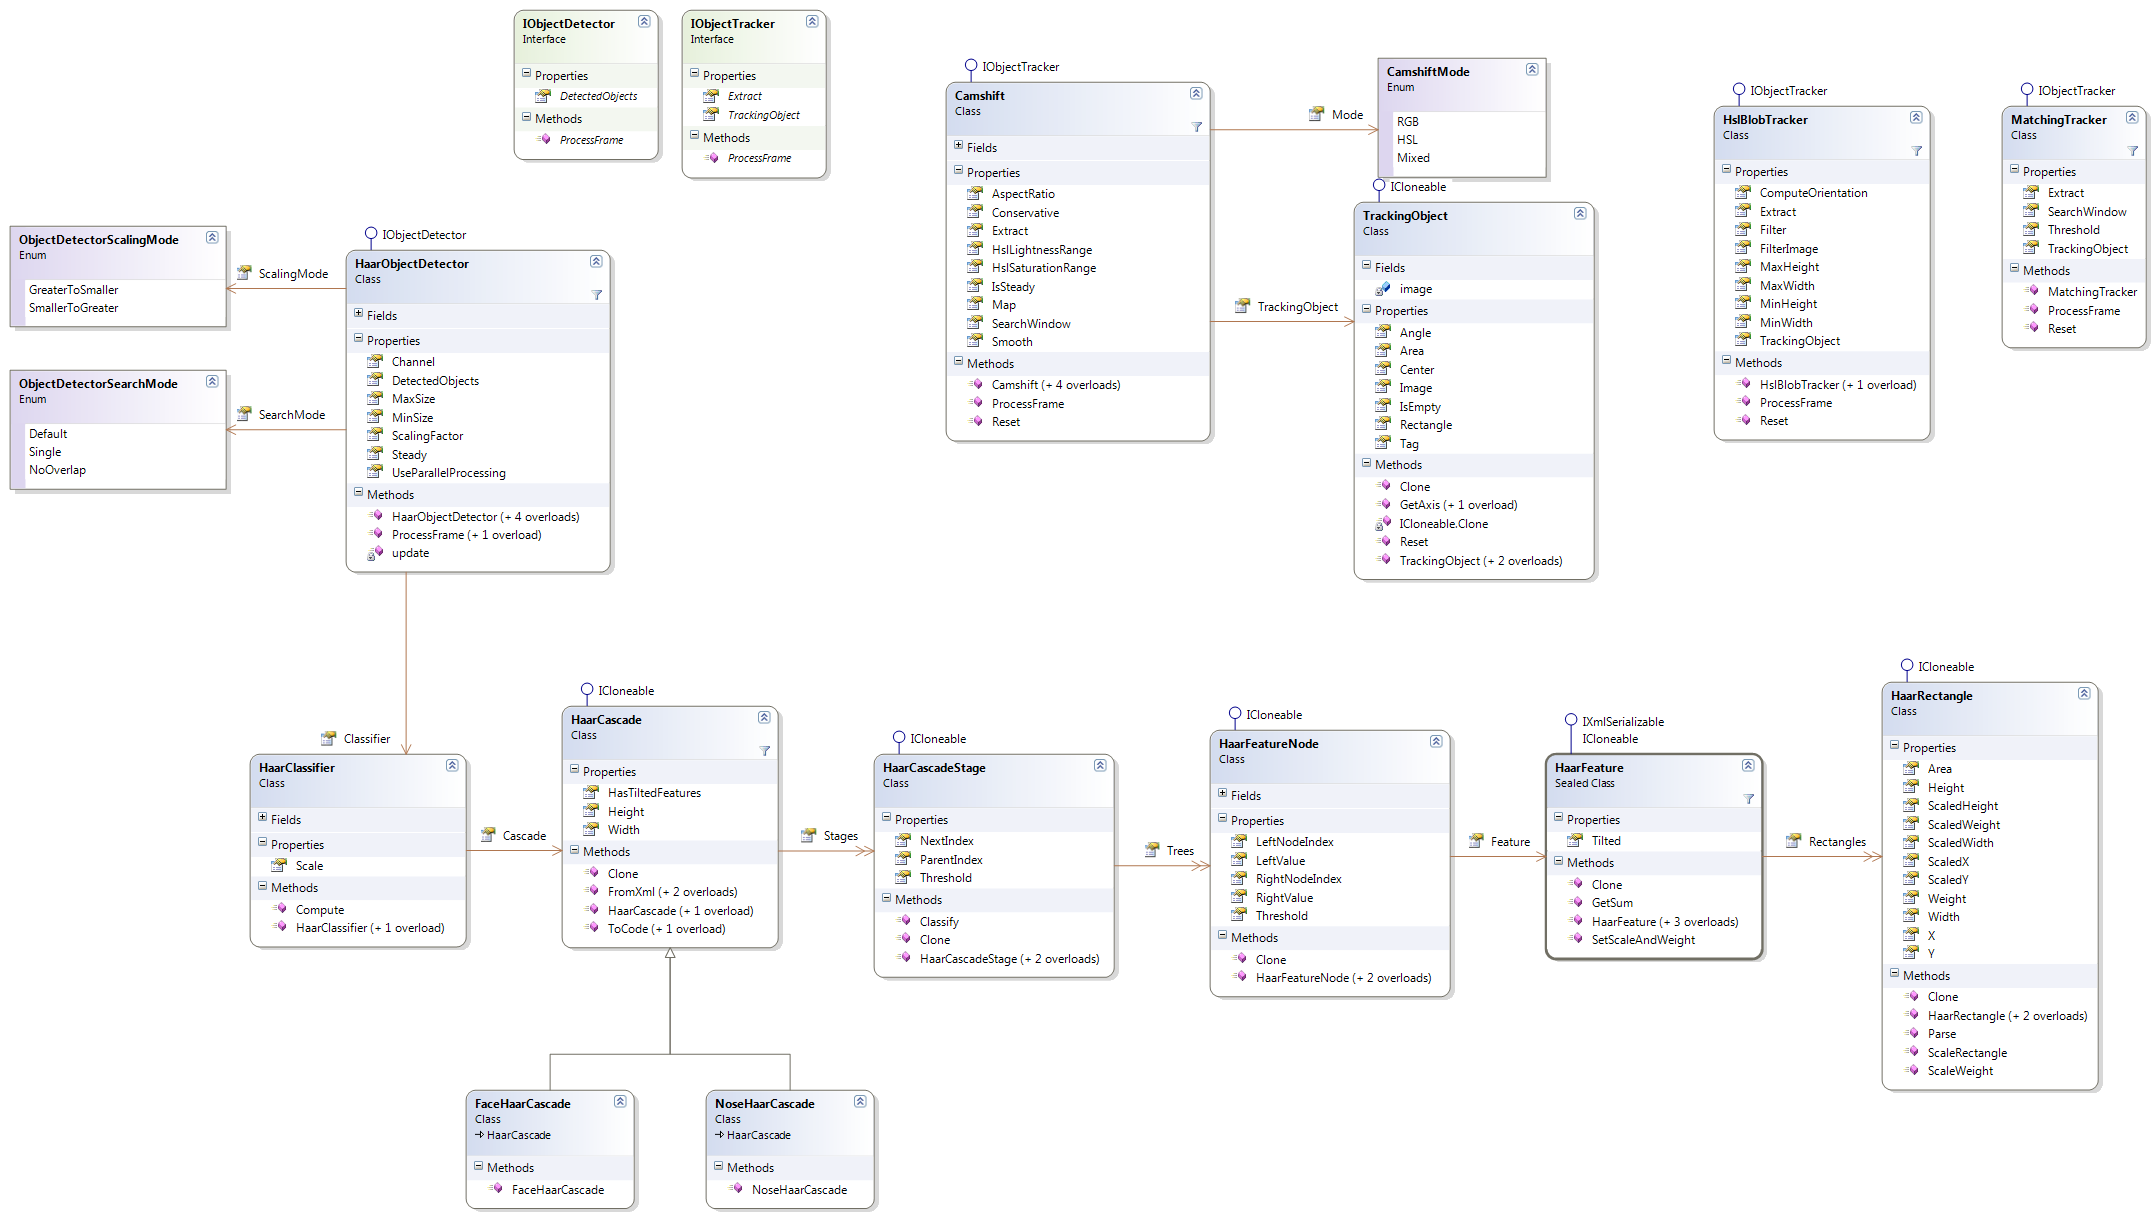 IObjectDetector
Interface
Properties
DetectedObjects
Methods
ProcessFrame
IObjectTracker
Interface
Properties
Extract
TrackingObject
Methods
ProcessFrame
IObjectTracker
Camshift
Class
Fields
Properties
AspectRatio
Conservative
Extract
HslLightnessRange
HslSaturationRange
IsSteady
Map
SearchWindow
Smooth
Methods
Camshift (+ 4 overloads)
ProcessFrame
Reset
Mode
CamshiftMode
Enum
RGB
HSL
Mixed
TrackingObject
ICloneable
TrackingObject
Class
Fields
image
Properties
Angle
Area
Center
Image
IsEmpty
Rectangle
Tag
Methods
Clone
GetAxis (+ 1 overload)
ICloneable.Clone
Reset
TrackingObject (+ 2 overloads)
IObjectTracker
HslBlobTracker
Class
Properties
ComputeOrientation
Extract
Filter
FilterImage
MaxHeight
MaxWidth
MinHeight
MinWidth
TrackingObject
Methods
HslBlobTracker (+ 1 overload)
ProcessFrame
Reset
IObjectTracker
MatchingTracker
Class
Properties
Extract
SearchWindow
Threshold
TrackingObject
Methods
MatchingTracker
ProcessFrame
Reset
ObjectDetectorScalingMode
Enum
GreaterToSmaller
SmallerToGreater
ScalingMode
ObjectDetectorSearchMode
Enum
Default
Single
NoOverlap
SearchMode
IObjectDetector
HaarObjectDetector
Class
Fields
Properties
Channel
DetectedObjects
MaxSize
MinSize
ScalingFactor
Steady
UseParallelProcessing
Methods
HaarObjectDetector (+ 4 overloads)
ProcessFrame (+ 1 overload)
update
Classifier
HaarClassifier
Class
Fields
Properties
Scale
Methods
Compute
HaarClassifier (+ 1 overload)
Cascade
ICloneable
HaarCascade
Class
Properties
HasTiltedFeatures
Height
Width
Methods
Clone
FromXml (+ 2 overloads)
HaarCascade (+ 1 overload)
ToCode (+ 1 overload)
Stages
ICloneable
HaarCascadeStage
Class
Properties
NextIndex
ParentIndex
Threshold
Methods
Classify
Clone
HaarCascadeStage (+ 2 overloads)
Trees
ICloneable
HaarFeatureNode
Class
Fields
Properties
LeftNodeIndex
LeftValue
RightNodeIndex
RightValue
Threshold
Methods
Clone
HaarFeatureNode (+ 2 overloads)
Feature
IXmlSerializable
ICloneable
HaarFeature
Sealed Class
Properties
Tilted
Methods
Clone
GetSum
HaarFeature (+ 3 overloads)
SetScaleAndWeight
Rectangles
ICloneable
HaarRectangle
Class
Properties
Area
Height
ScaledHeight
ScaledWeight
ScaledWidth
ScaledX
ScaledY
Weight
Width
X
Y
Methods
Clone
HaarRectangle (+ 2 overloads)
Parse
ScaleRectangle
ScaleWeight
FaceHaarCascade
Class
HaarCascade
Methods
FaceHaarCascade
NoseHaarCascade
Class
HaarCascade
Methods
NoseHaarCascade